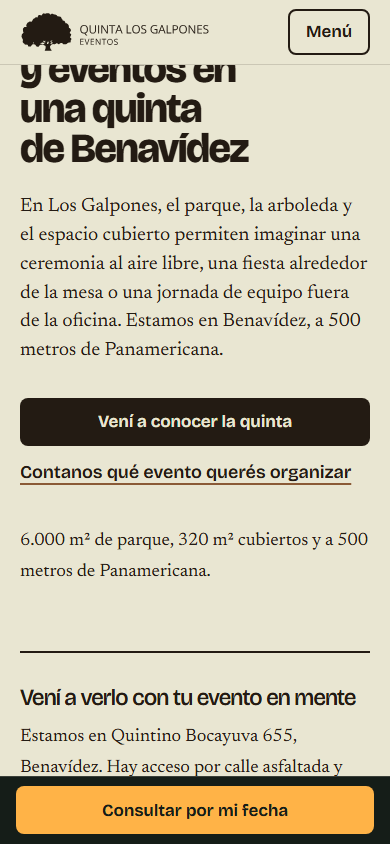 QUINTA LOS GALPONES
EVENTOS
Menú
y eventos en
una quinta
de Benavídez
En Los Galpones, el parque, la arboleda y
el espacio cubierto permiten imaginar una
ceremonia al aire libre, una fiesta alrededor
de la mesa o una jornada de equipo fuera
de la oficina. Estamos en Benavídez, a 500
metros de Panamericana.
Vení a conocer la quinta
Contanos qué evento querés organizar
6.000 m² de parque, 320 m² cubiertos y a 500
metros de Panamericana.
Vení a verlo con tu evento en mente
Estamos en Quintino Bocayuva 655,
Benavídez. Hay acceso por calle asfaltada y
Consultar por mi fecha